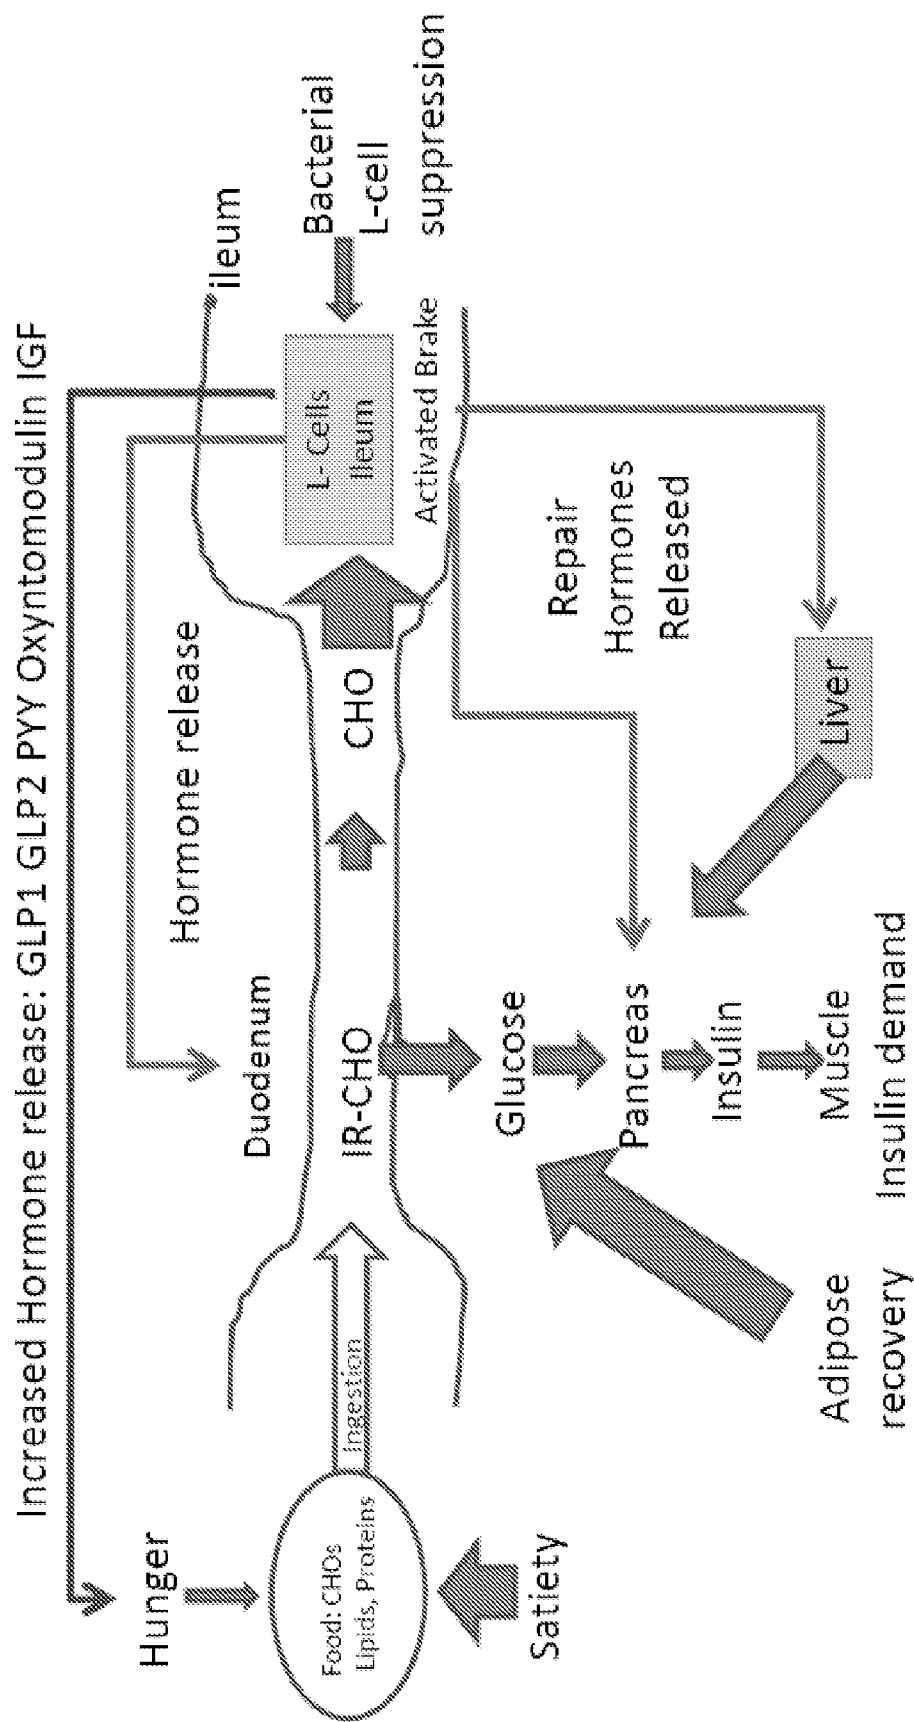 Increased Hormone release: GLP1 GLP2 PYY Oxyntomodulin IGF
Hunger
Hormone release
Duodenum
ileum
Food: CHOs
Lipids, Proteins
Ingestion
IR-CHO
CHO
L- Cells
Ileum
Bacterial
L-cell
suppression
Activated Brake
Satiety
Glucose
Repair
Hormones
Released
Pancreas
Insulin
Liver
Adipose
recovery
Muscle
Insulin demand